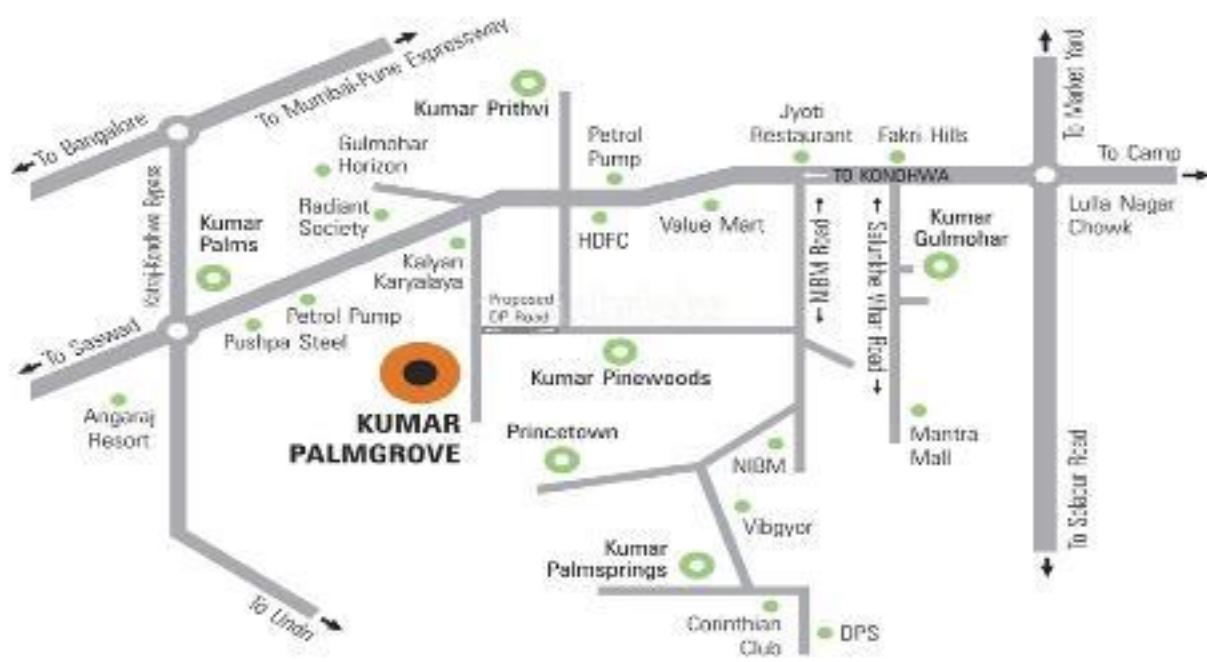 To Mumbai-Pune Expressway
To Bangalore
Katraj-Kondhwa Bypass
Kumar Prithvi
Gulmohar
Horizon
Petrol
Pump
Jyoti
Restaurant
Fakri Hills
To Market Yard
To Camp
TO KONDHWA
Lulla Nagar
Chowk
Kumar
Palms
Radiant
Society
HDFC
Value Mart
NIBM Road
Salunkhe Vihar Road
Kumar
Gulmohar
Kalyan
Karyalaya
Proposed
DP Road
To Saswad
Petrol Pump
Pushpa Steel
Kumar Pinewoods
Angaraj
Resort
KUMAR
PALMGROVE
Princetown
NIBM
Mantra
Mall
To Solapur Road
Vibgyor
Kumar
Palmsprings
To Undri
Corinthian
Club
DPS